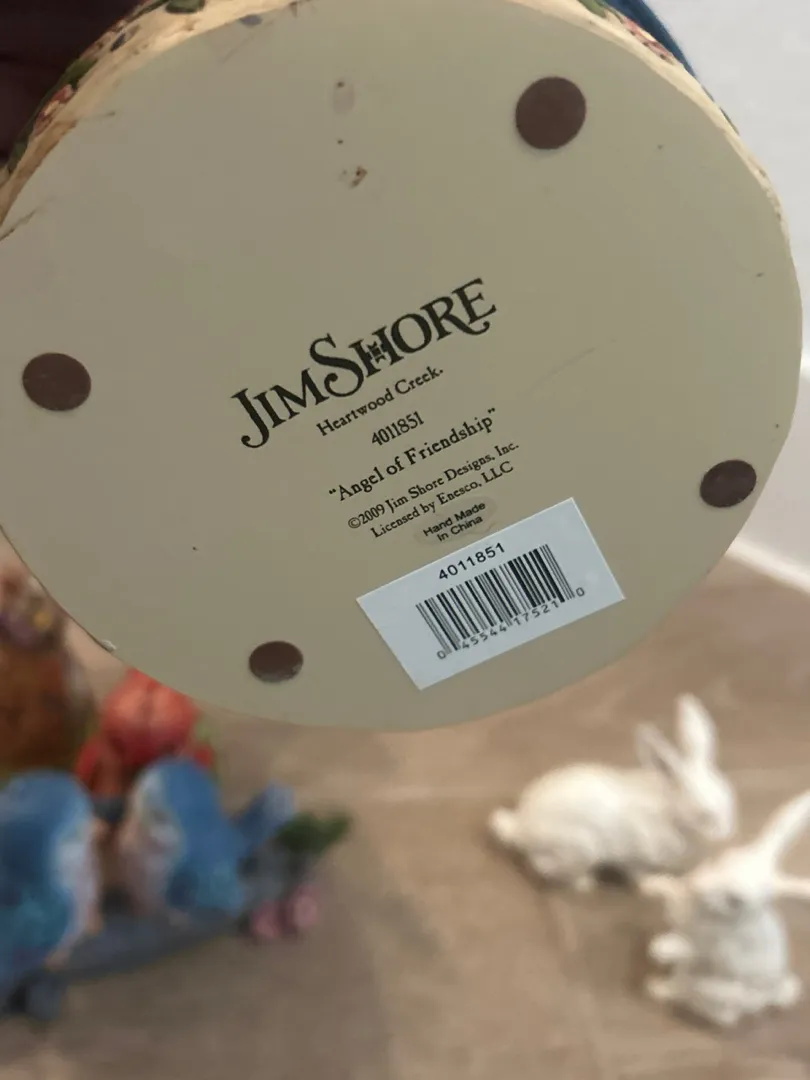 JIM SHORE
Heartwood Creek.
4011851
"Angel of Friendship"
©2009 Jim Shore Designs, Inc.
Licensed by Enesco, LLC
Hand Made
In China
4011851
0 45544 17521 0